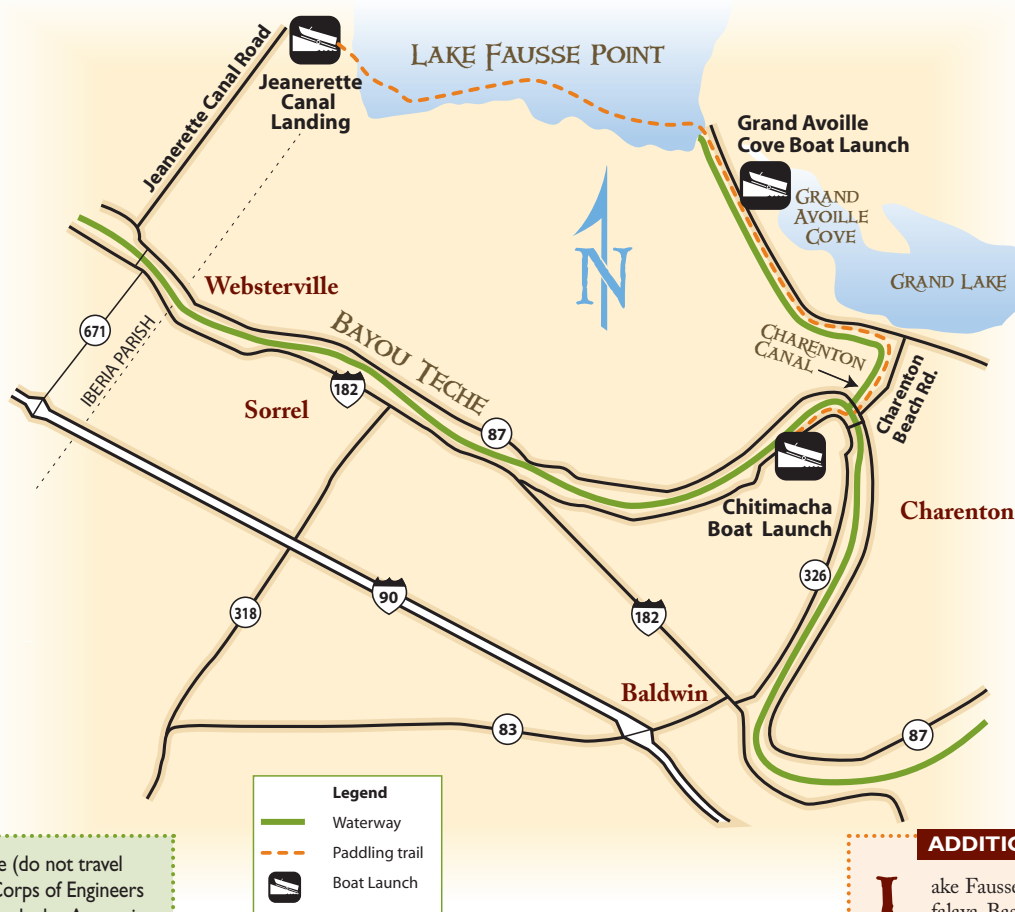 Jeanerette Canal Road
Jeanerette
Canal
Landing
LAKE FAUSSE POINT
Grand Avoille
Cove Boat Launch
GRAND
AVOILLE
COVE
GRAND LAKE
N
Websterville
671
IBERIA PARISH
BAYOU TECHE
CHARENTON
CANAL
Charenton
Beach Rd.
182
Sorrel
87
Chitimacha
Boat Launch
Charenton
326
90
318
182
Baldwin
83
87
Legend
Waterway
Paddling trail
Boat Launch
e (do not travel
Corps of Engineers
ADDITIO
L
ake Fausse
falaya Bas